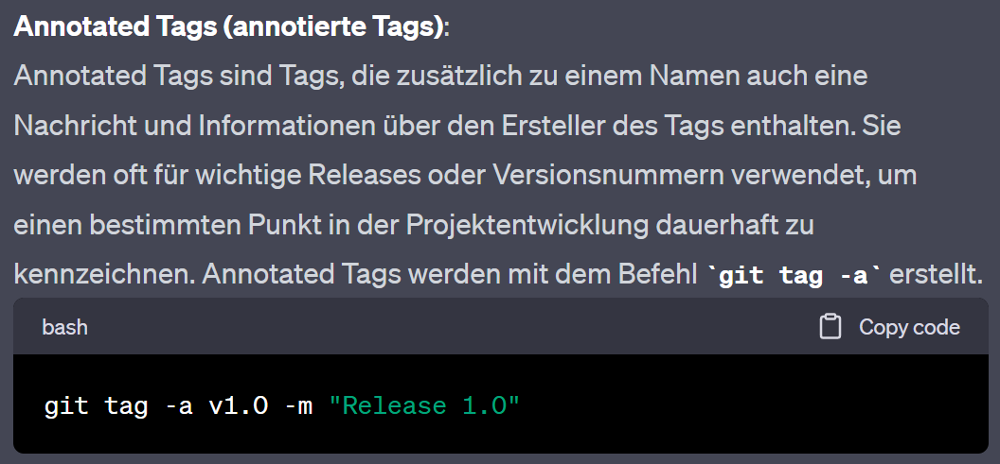 Annotated Tags (annotierte Tags):
Annotated Tags sind Tags, die zusätzlich zu einem Namen auch eine
Nachricht und Informationen über den Ersteller des Tags enthalten. Sie
werden oft für wichtige Releases oder Versionsnummern verwendet, um
einen bestimmten Punkt in der Projektentwicklung dauerhaft zu
kennzeichnen. Annotated Tags werden mit dem Befehl `git tag -a` erstellt.
bash Copy code
git tag -a v1.0 -m "Release 1.0"